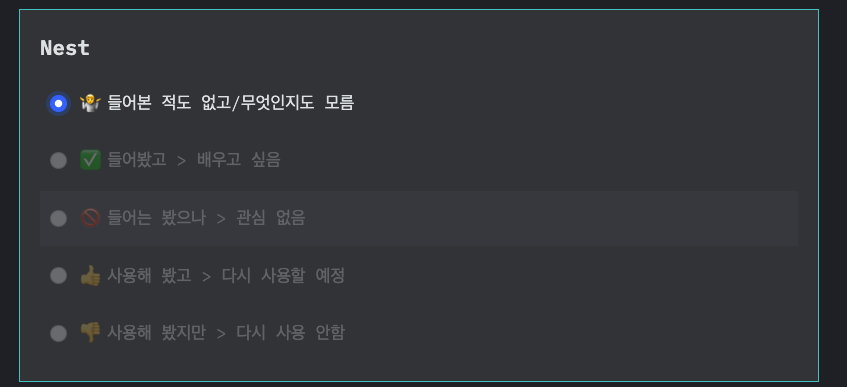 Nest
🤷 들어본 적도 없고/무엇인지도 모름
✅ 들어봤고 > 배우고 싶음
🚫 들어는 봤으나 > 관심 없음
👍 사용해 봤고 > 다시 사용할 예정
👎 사용해 봤지만 > 다시 사용 안함